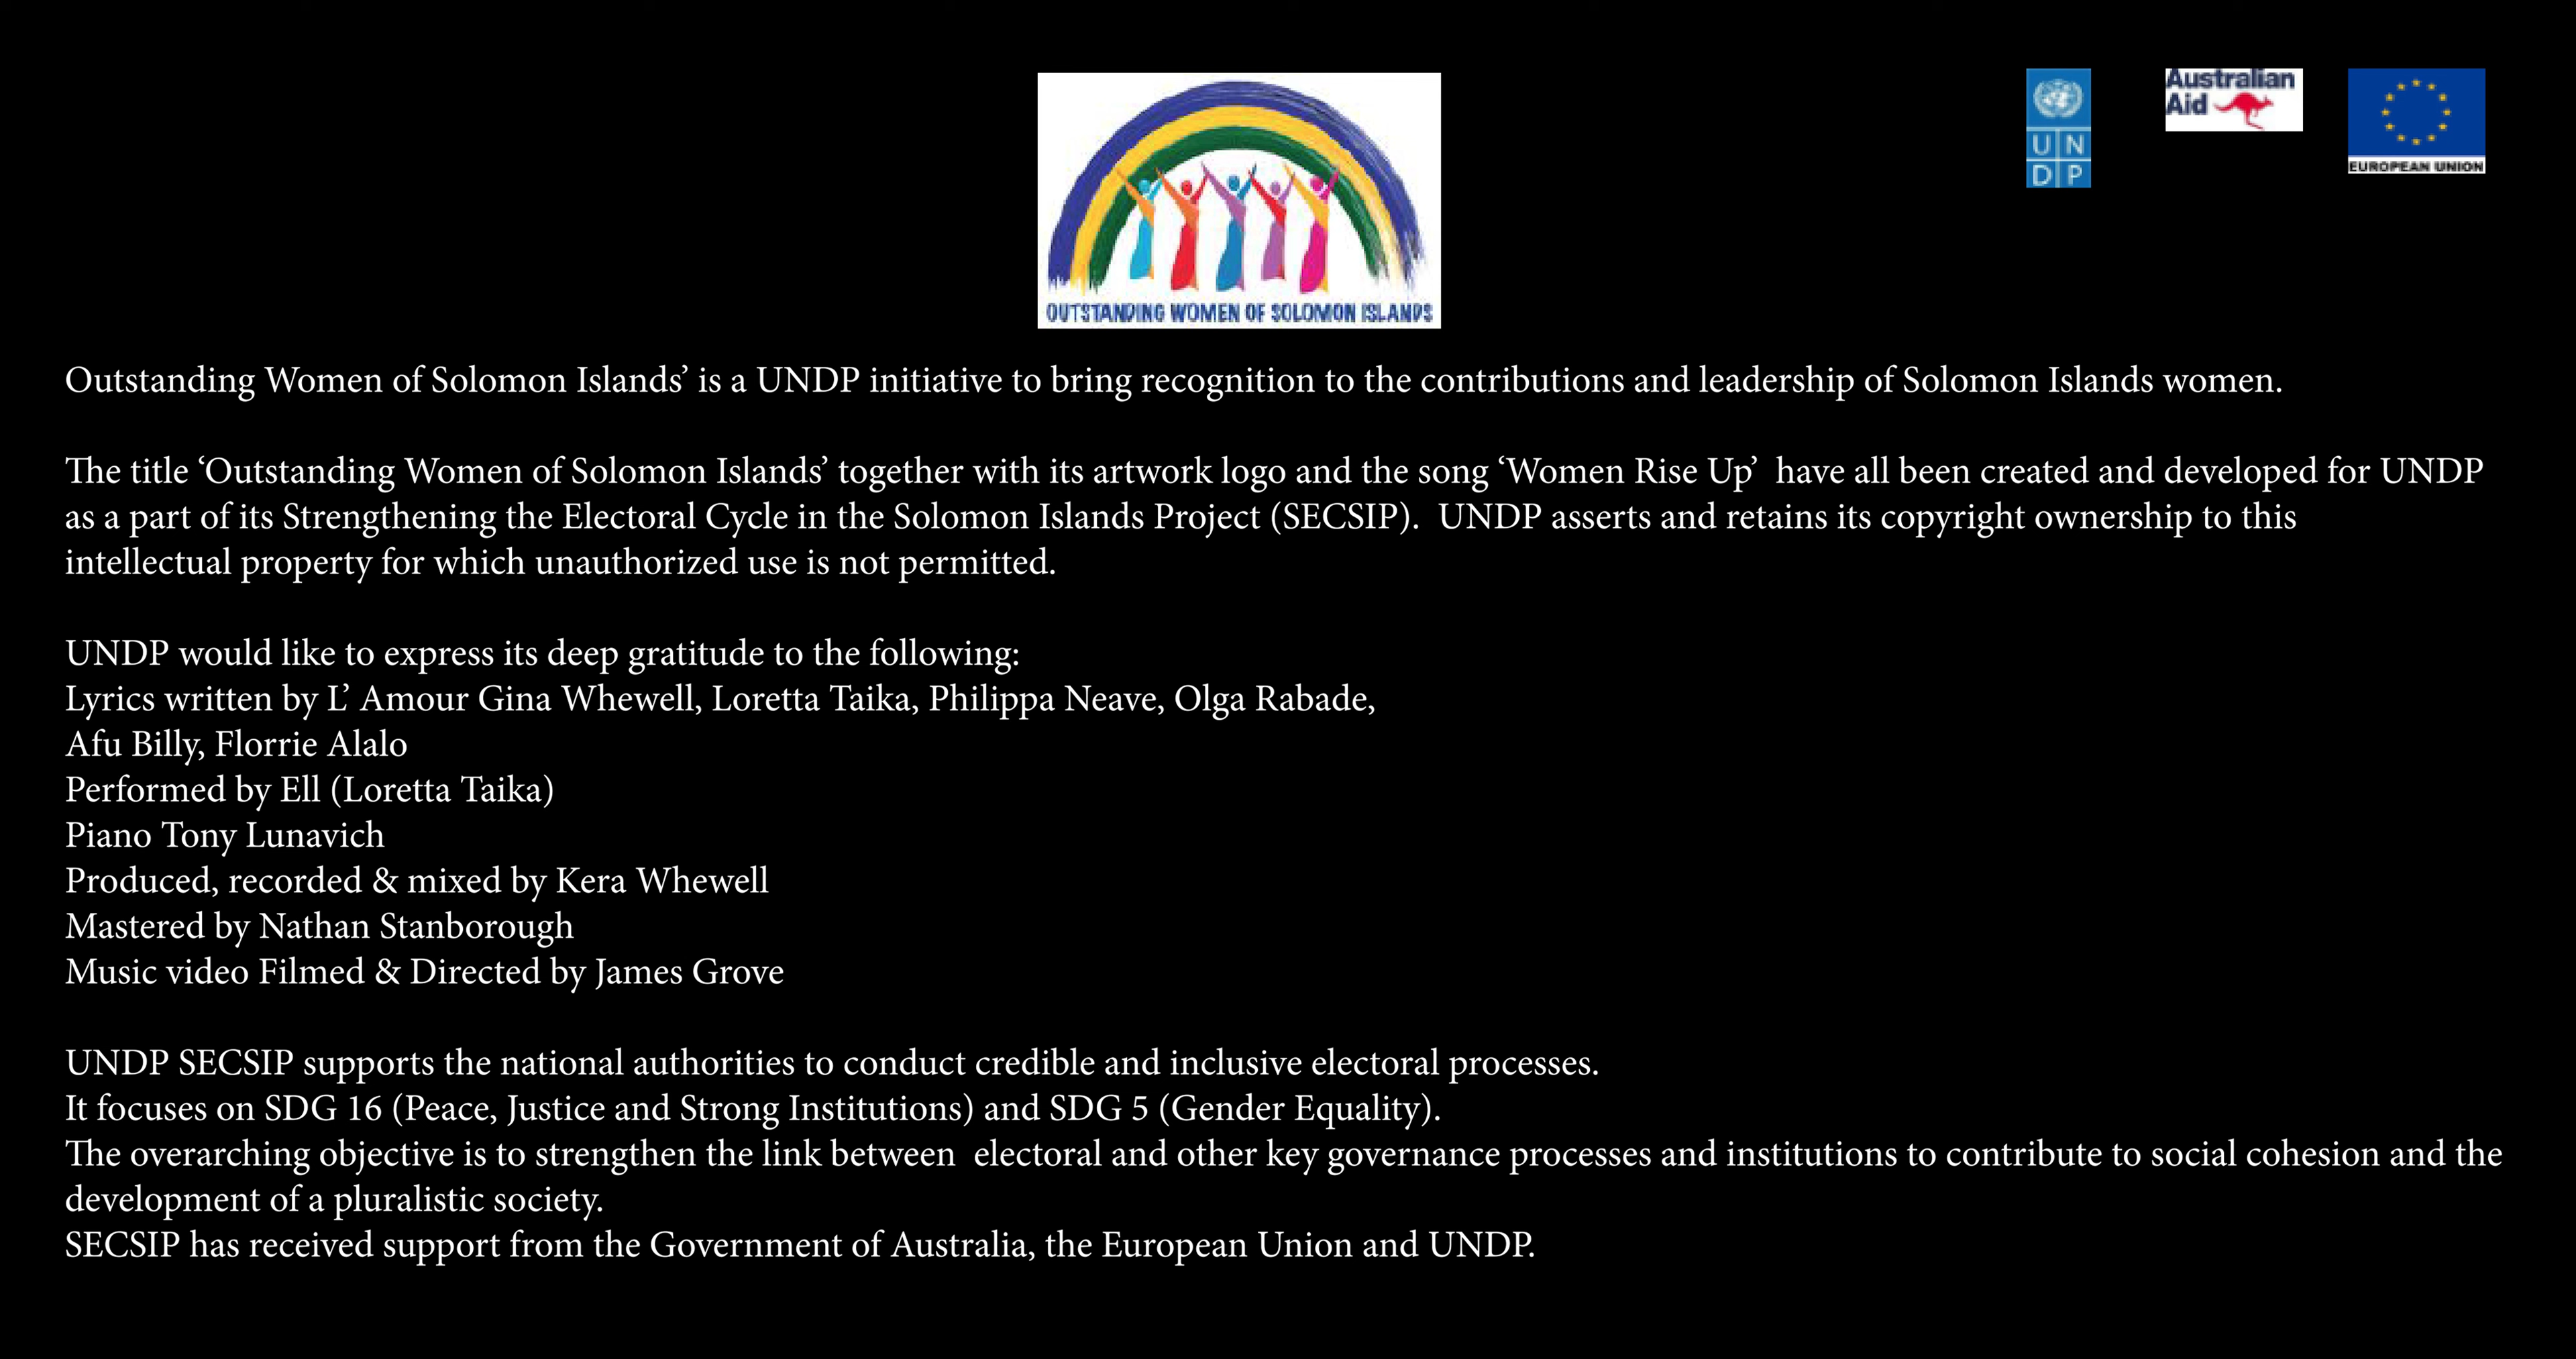 OUTSTANDING WOMEN OF SOLOMON ISLANDS
UN
DP
Australian
Aid
EUROPEAN UNION
Outstanding Women of Solomon Islands’ is a UNDP initiative to bring recognition to the contributions and leadership of Solomon Islands women.
The title ‘Outstanding Women of Solomon Islands’ together with its artwork logo and the song ‘Women Rise Up’  have all been created and developed for UNDP
as a part of its Strengthening the Electoral Cycle in the Solomon Islands Project (SECSIP).  UNDP asserts and retains its copyright ownership to this
intellectual property for which unauthorized use is not permitted.
UNDP would like to express its deep gratitude to the following:
Lyrics written by L’ Amour Gina Whewell, Loretta Taika, Philippa Neave, Olga Rabade,
Afu Billy, Florrie Alalo
Performed by Ell (Loretta Taika)
Piano Tony Lunavich
Produced, recorded & mixed by Kera Whewell
Mastered by Nathan Stanborough
Music video Filmed & Directed by James Grove
UNDP SECSIP supports the national authorities to conduct credible and inclusive electoral processes.
It focuses on SDG 16 (Peace, Justice and Strong Institutions) and SDG 5 (Gender Equality).
The overarching objective is to strengthen the link between  electoral and other key governance processes and institutions to contribute to social cohesion and the
development of a pluralistic society.
SECSIP has received support from the Government of Australia, the European Union and UNDP.